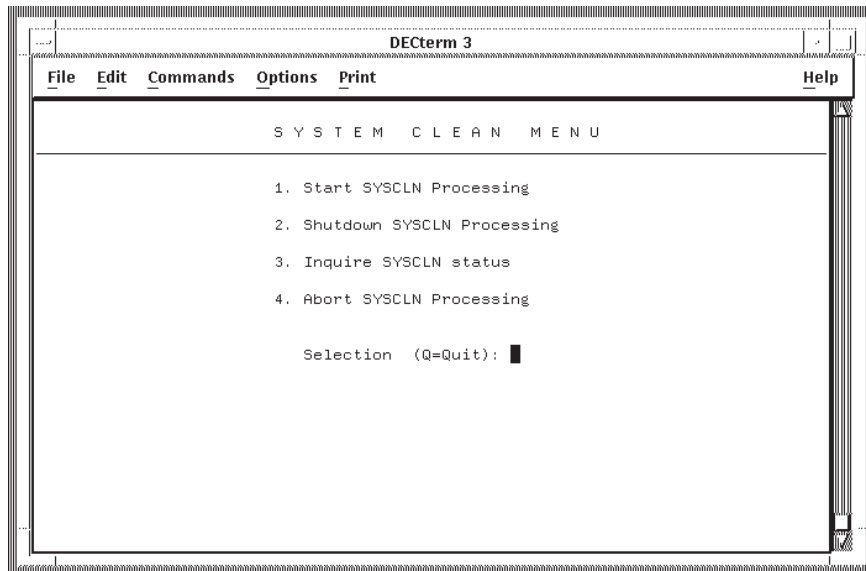 DECterm 3
File Edit Commands Options Print Help
S Y S T E M C L E A N M E N U
1. Start SYSCLN Processing
2. Shutdown SYSCLN Processing
3. Inquire SYSCLN status
4. Abort SYSCLN Processing
Selection (Q=Quit):